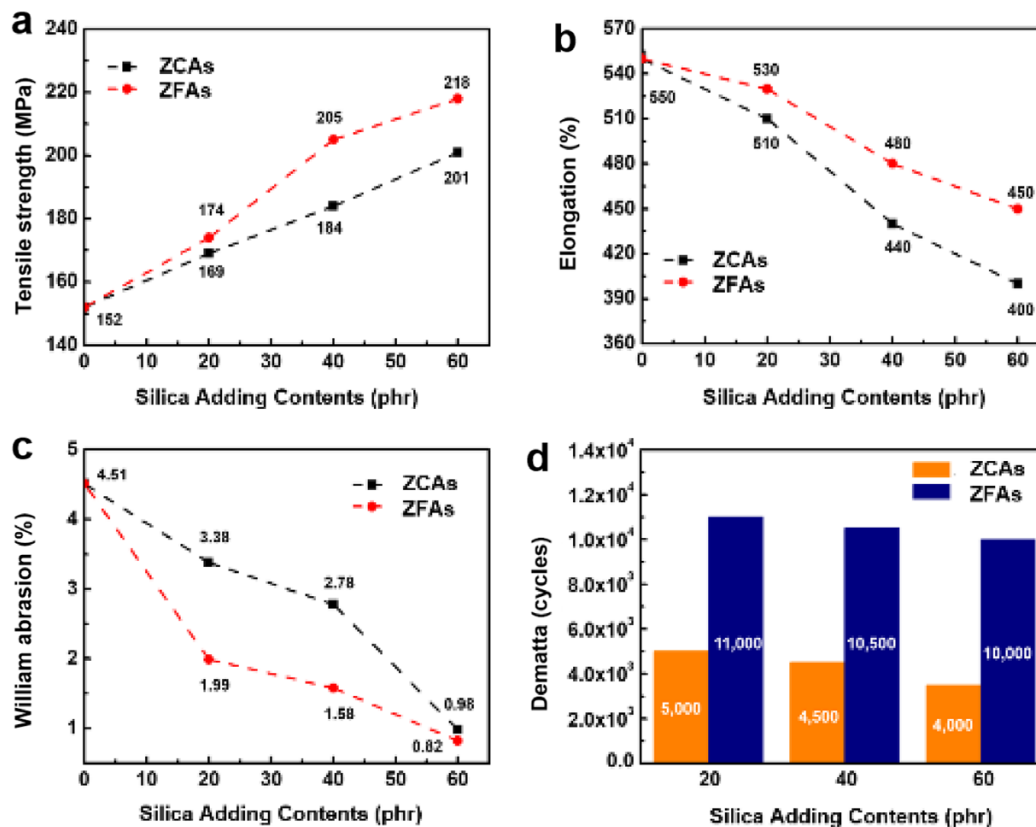 a
240
220
200
180
160
140
Tensile strength (MPa)
ZCAs
ZFAs
218
205
201
174
184
169
152
0 10 20 30 40 50 60
Silica Adding Contents (phr)
b
570
540
510
480
450
420
390
360
Elongation (%)
550
530
510
480
450
440
400
ZCAs
ZFAs
0 10 20 30 40 50 60
Silica Adding Contents (phr)
c
5
4
3
2
1
William abrasion (%)
4.51
ZCAs
ZFAs
3.38
2.78
1.99
1.58
0.98
0.82
0 10 20 30 40 50 60
Silica Adding Contents (phr)
d
1.4x10⁴
1.2x10⁴
1.0x10⁴
8.0x10³
6.0x10³
4.0x10³
2.0x10³
0.0
Dematta (cycles)
ZCAs
ZFAs
11,000
10,500
10,000
5,000
4,500
4,000
20 40 60
Silica Adding Contents (phr)